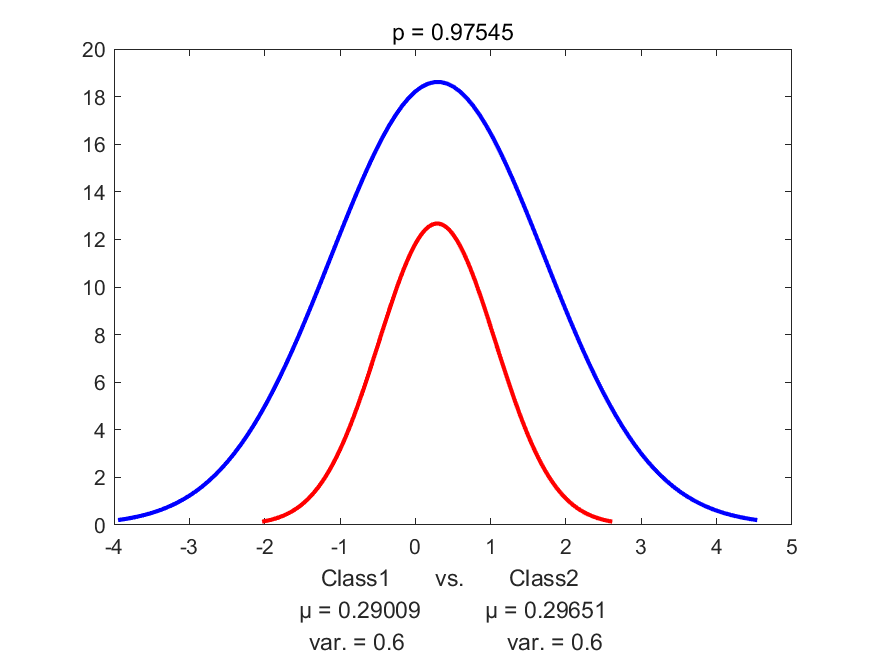 p = 0.97545
20
18
16
14
12
10
8
6
4
2
0
-4 -3 -2 -1 0 1 2 3 4 5
Class1 vs. Class2
μ = 0.29009 μ = 0.29651
var. = 0.6 var. = 0.6